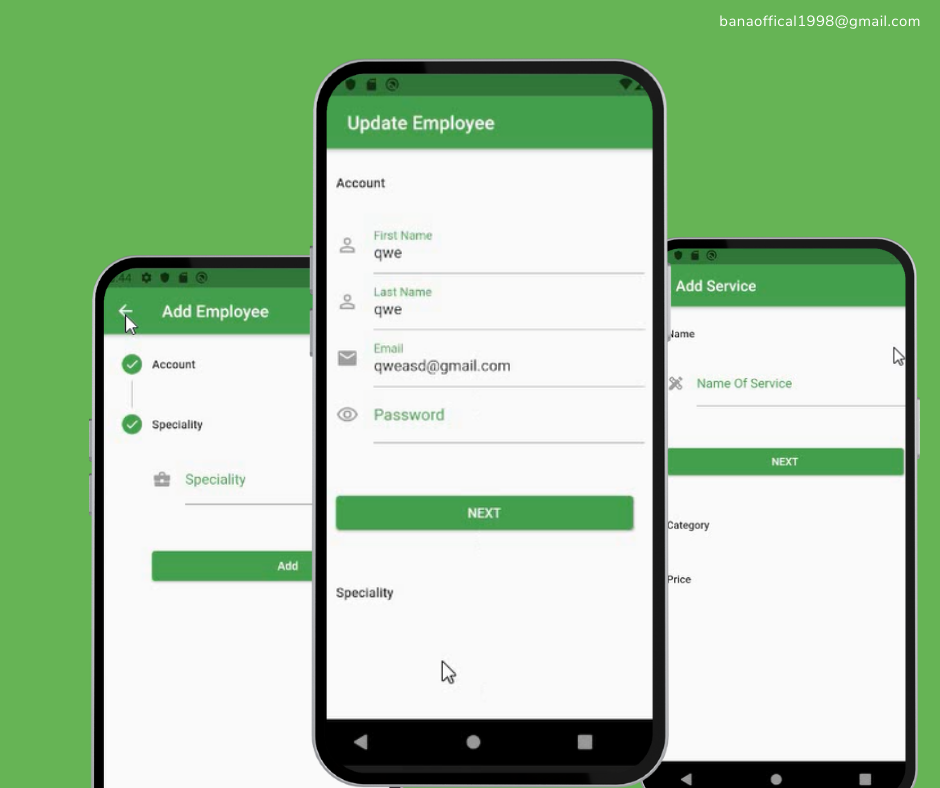 banaoffical1998@gmail.com
Update Employee
Account
First Name
qwe
Last Name
qwe
Email
qweasd@gmail.com
Password
NEXT
Speciality
:44
Add Employee
Account
Speciality
Speciality
Add
Add Service
Name
Name Of Service
NEXT
Category
Price